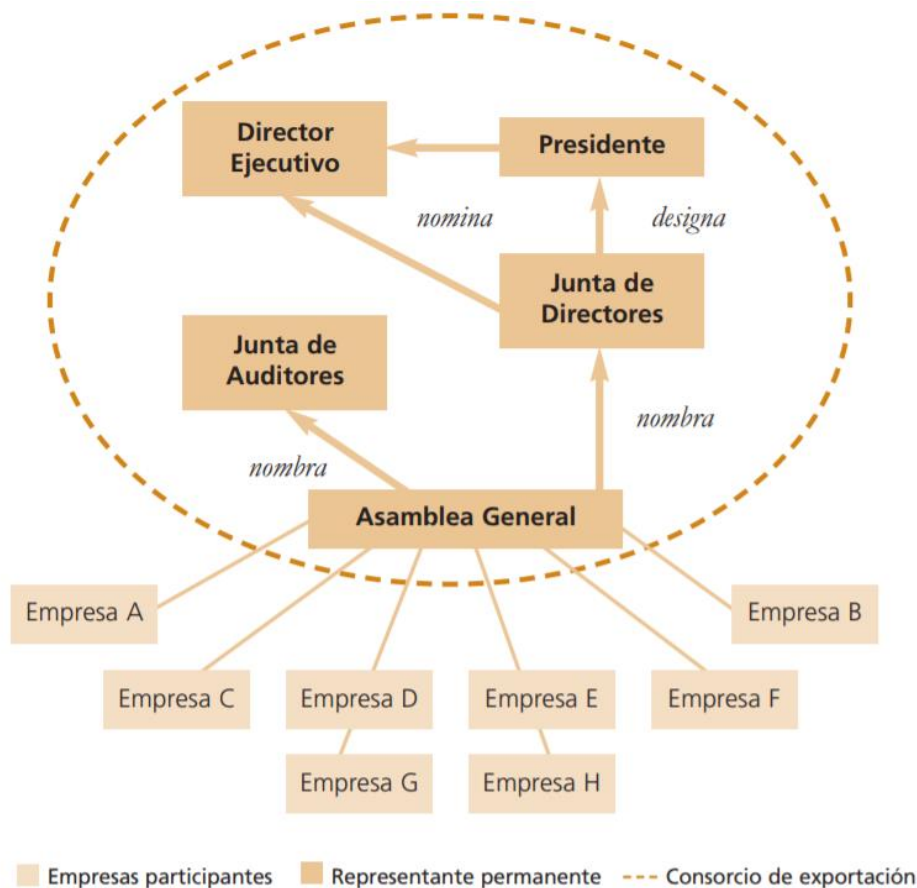 Director
Ejecutivo
Presidente
nomina
designa
Junta de
Directores
Junta de
Auditores
nombra
nombra
Asamblea General
Empresa A
Empresa B
Empresa C
Empresa D
Empresa E
Empresa F
Empresa G
Empresa H
Empresas participantes
Representante permanente
Consorcio de exportación